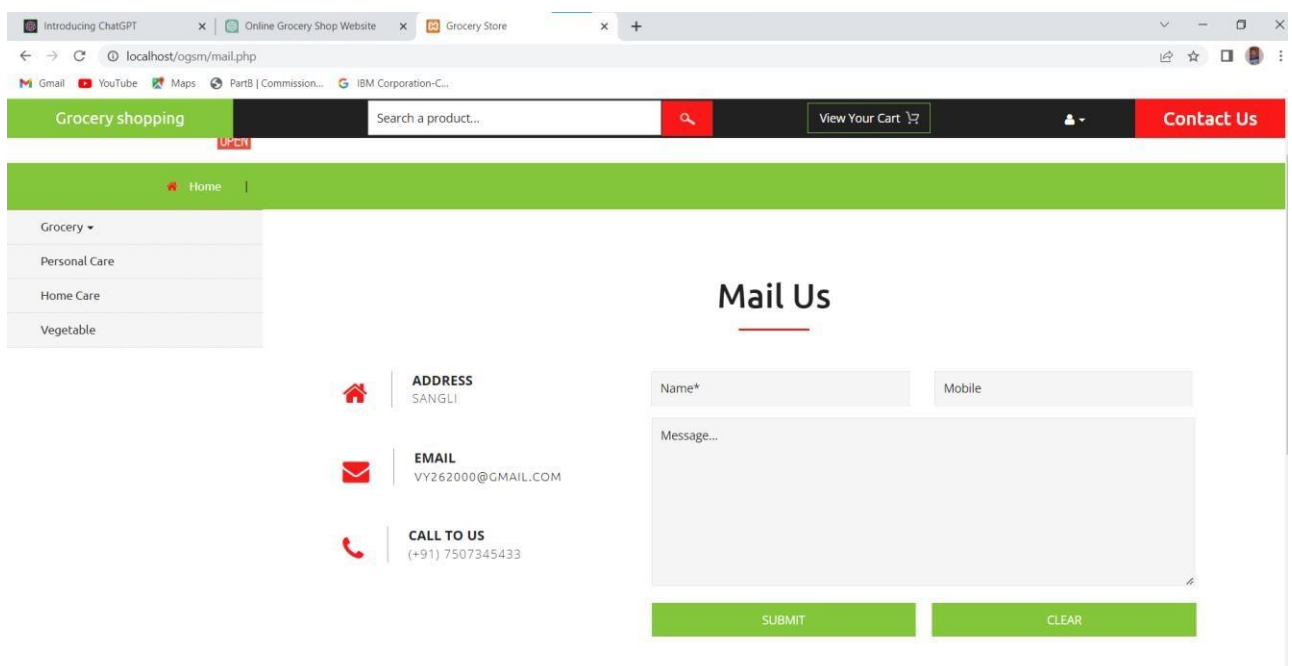 Introducing ChatGPT Online Grocery Shop Website Grocery Store
localhost/ogsm/mail.php
Gmail YouTube Maps PartB | Commission... IBM Corporation-C...
Grocery shopping Search a product... View Your Cart Contact Us
OPEN
Home |
Grocery
Personal Care
Home Care
Vegetable
Mail Us
ADDRESS
SANGLI
EMAIL
VY262000@GMAIL.COM
CALL TO US
(+91) 7507345433
Name* Mobile
Message...
SUBMIT CLEAR